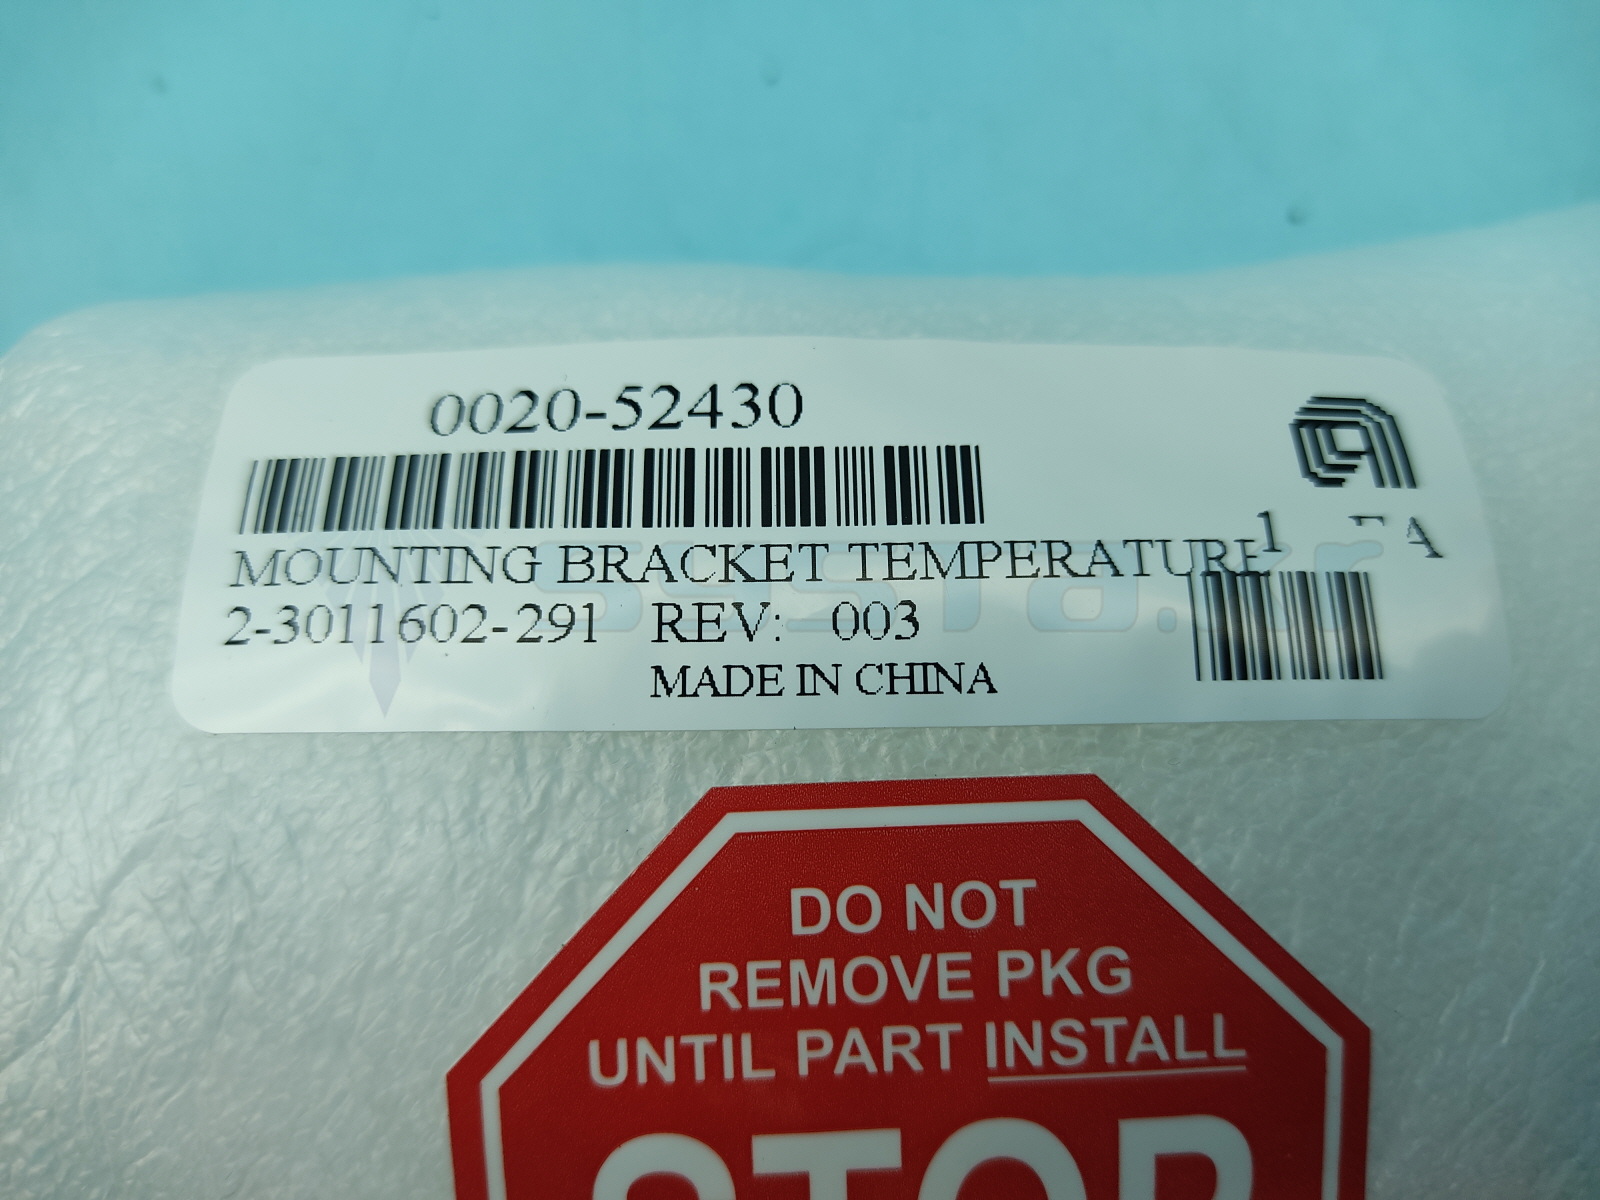 0020-52430
MOUNTING BRACKET TEMPERATURE
1
2-3011602-291 REV: 003
MADE IN CHINA
DO NOT
REMOVE PKG
UNTIL PART INSTALL
STOP